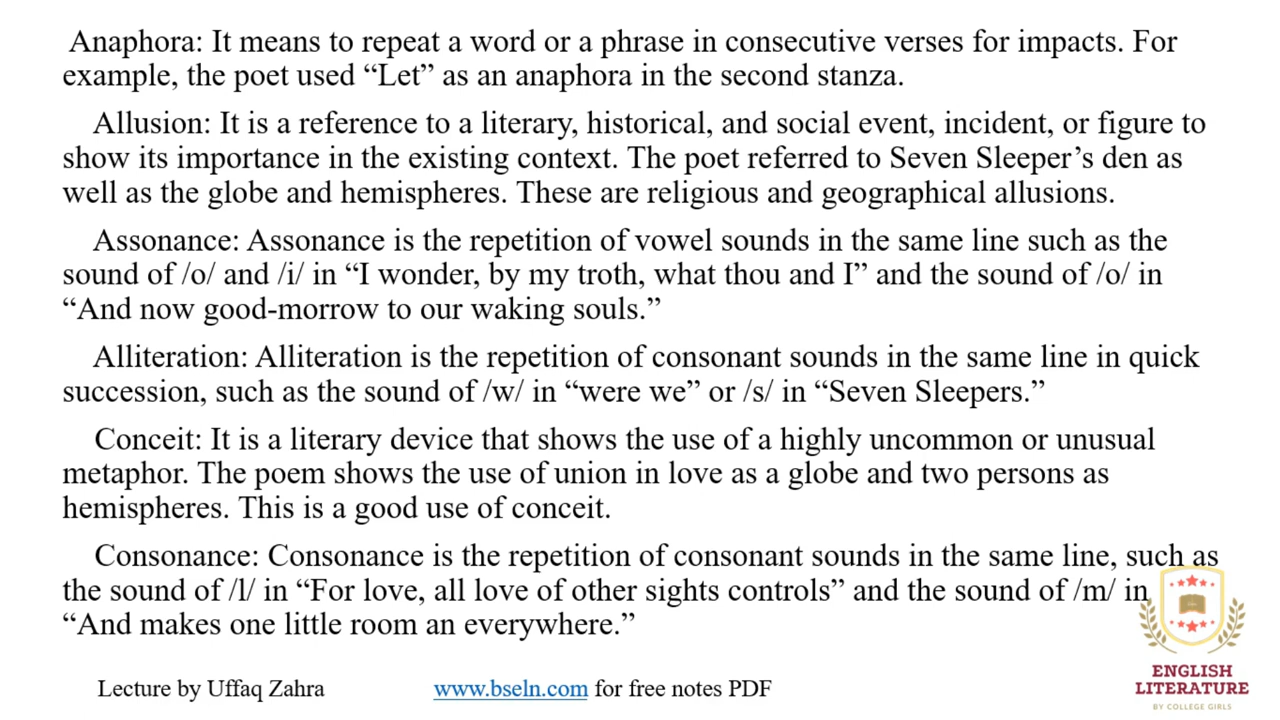 Anaphora: It means to repeat a word or a phrase in consecutive verses for impacts. For
example, the poet used “Let” as an anaphora in the second stanza.
Allusion: It is a reference to a literary, historical, and social event, incident, or figure to
show its importance in the existing context. The poet referred to Seven Sleeper’s den as
well as the globe and hemispheres. These are religious and geographical allusions.
Assonance: Assonance is the repetition of vowel sounds in the same line such as the
sound of /o/ and /i/ in “I wonder, by my troth, what thou and I” and the sound of /o/ in
“And now good-morrow to our waking souls.”
Alliteration: Alliteration is the repetition of consonant sounds in the same line in quick
succession, such as the sound of /w/ in “were we” or /s/ in “Seven Sleepers.”
Conceit: It is a literary device that shows the use of a highly uncommon or unusual
metaphor. The poem shows the use of union in love as a globe and two persons as
hemispheres. This is a good use of conceit.
Consonance: Consonance is the repetition of consonant sounds in the same line, such as
the sound of /l/ in “For love, all love of other sights controls” and the sound of /m/ in
“And makes one little room an everywhere.”
Lecture by Uffaq Zahra
www.bseln.com for free notes PDF
ENGLISH
LITERATURE
BY COLLEGE GIRLS